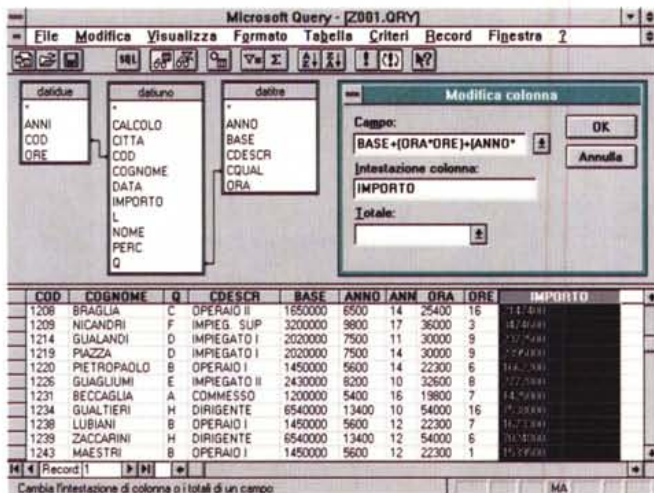 Microsoft Query - [Z001.QRY]
File Modifica Visualizza Formato Tabella Criteri Record Finestra ?
SQL
datidue
*
ANNI
COD
ORE
datiuno
*
CALCOLO
CITTA
COD
COGNOME
DATA
IMPORTO
L
NOME
PERC
Q
datitre
*
ANNO
BASE
CDESCR
CQUAL
ORA
Modifica colonna
Campo:
BASE+(ORA*ORE)+(ANNO*
Intestazione colonna:
IMPORTO
Totale:
OK
Annulla
COD COGNOME Q CDESCR BASE ANNO ANN ORA ORE IMPORTO
1208 BRAGLIA C OPERAIO II 1650000 6500 14 25400 16
1209 NICANDRI F IMPIEG. SUP 3200000 9800 17 36000 3
1214 GUALANDI D IMPIEGATO I 2020000 7500 11 30000 9
1219 PIAZZA D IMPIEGATO I 2020000 7500 14 30000 9
1220 PIETROPAOLO B OPERAIO I 1450000 5600 14 22300 6
1226 GUAGLIUMI E IMPIEGATO II 2430000 8200 10 32600 8
1231 BECCAGLIA A COMMESSO 1200000 5400 16 19800 7
1234 GUALTIERI H DIRIGENTE 6540000 13400 10 54000 16
1238 LUBIANI B OPERAIO I 1450000 5600 12 22300 7
1239 ZACCARINI H DIRIGENTE 6540000 13400 12 54000 6
1243 MAESTRI B OPERAIO I 1450000 5600 12 22300 1
Record: 1
Cambia l'intestazione di colonna o i totali di un campo
MA